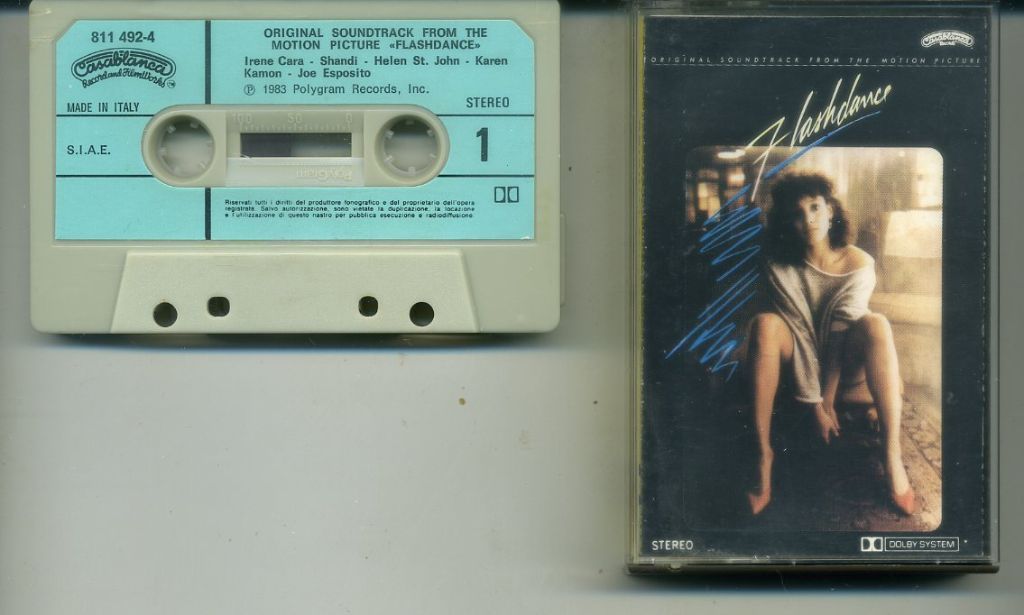 811 492-4
Casablanca
Record and FilmWorks
MADE IN ITALY
S.I.A.E.
ORIGINAL SOUNDTRACK FROM THE
MOTION PICTURE «FLASHDANCE»
Irene Cara - Shandi - Helen St. John - Karen
Kamon - Joe Esposito
℗ 1983 Polygram Records, Inc.
STEREO
1
100 50 0
PolyGram
Riservati tutti i diritti del produttore fonografico e del proprietario dell'opera
registrata. Salvo autorizzazione, sono vietate la duplicazione, la locazione
e l'utilizzazione di questo nastro per pubblica esecuzione e radiodiffusione.
Casablanca
ORIGINAL SOUNDTRACK FROM THE MOTION PICTURE
Flashdance
STEREO
DOLBY SYSTEM